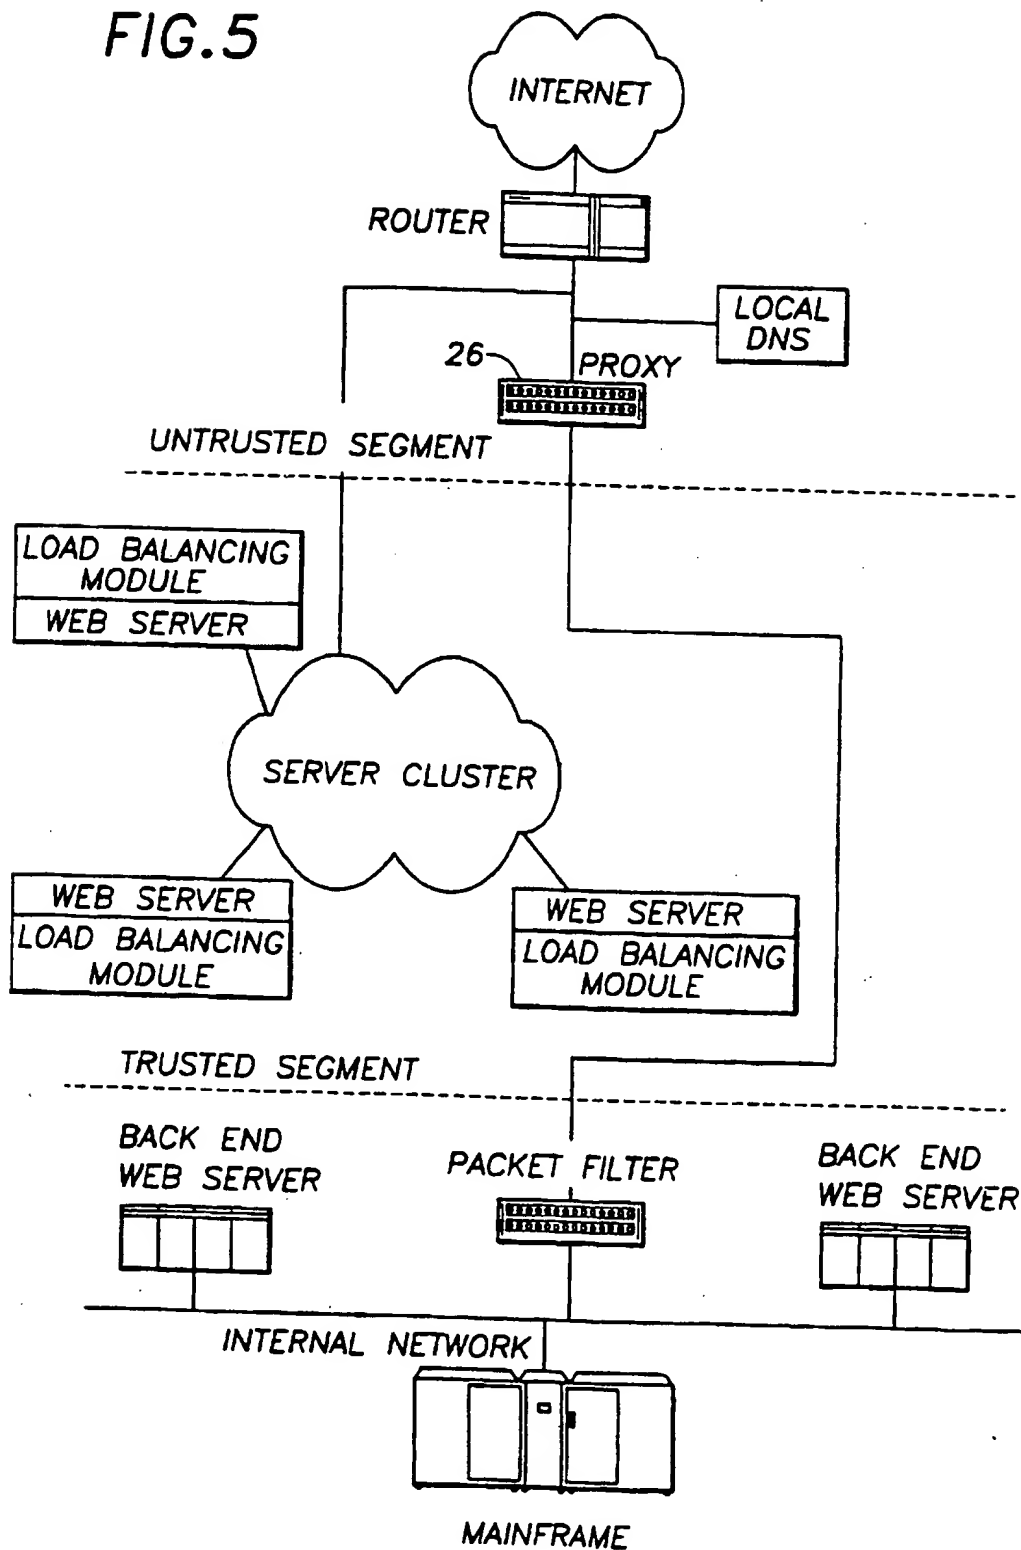 FIG.5
INTERNET
ROUTER
LOCAL
DNS
26
PROXY
UNTRUSTED SEGMENT
LOAD BALANCING
MODULE
WEB SERVER
SERVER CLUSTER
WEB SERVER
LOAD BALANCING
MODULE
WEB SERVER
LOAD BALANCING
MODULE
TRUSTED SEGMENT
BACK END
WEB SERVER
PACKET FILTER
BACK END
WEB SERVER
INTERNAL NETWORK
MAINFRAME